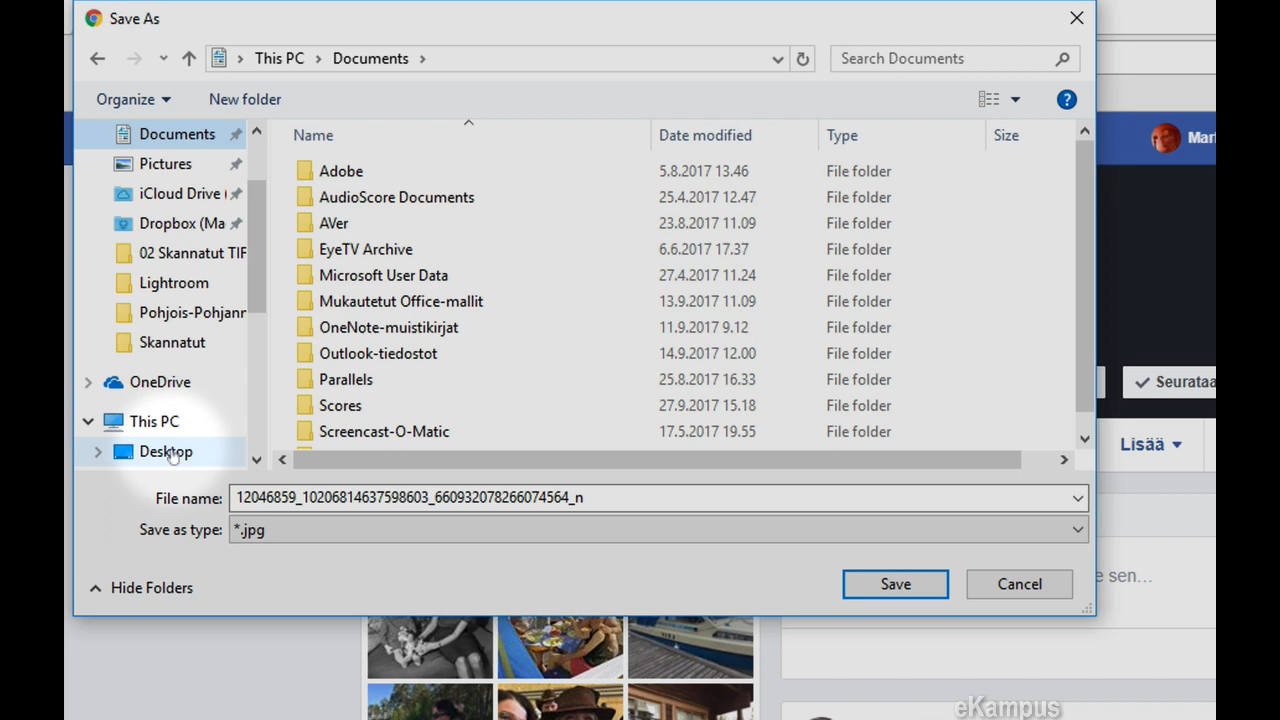 Save As
This PC > Documents >
Search Documents
Organize
New folder
Documents
Pictures
iCloud Drive (
Dropbox (Ma
02 Skannatut TIF
Lightroom
Pohjois-Pohjanr
Skannatut
OneDrive
This PC
Desktop
Name Date modified Type Size
Adobe 5.8.2017 13.46 File folder
AudioScore Documents 25.4.2017 12.47 File folder
AVer 23.8.2017 11.09 File folder
EyeTV Archive 6.6.2017 17.37 File folder
Microsoft User Data 27.4.2017 11.24 File folder
Mukautetut Office-mallit 13.9.2017 11.09 File folder
OneNote-muistikirjat 11.9.2017 9.12 File folder
Outlook-tiedostot 14.9.2017 12.00 File folder
Parallels 25.8.2017 16.33 File folder
Scores 27.9.2017 15.18 File folder
Screencast-O-Matic 17.5.2017 19.55 File folder
File name: 12046859_10206814637598603_660932078266074564_n
Save as type: *.jpg
Hide Folders
Save
Cancel
Mari
Seurataa
Lisää
e sen...
eKampus